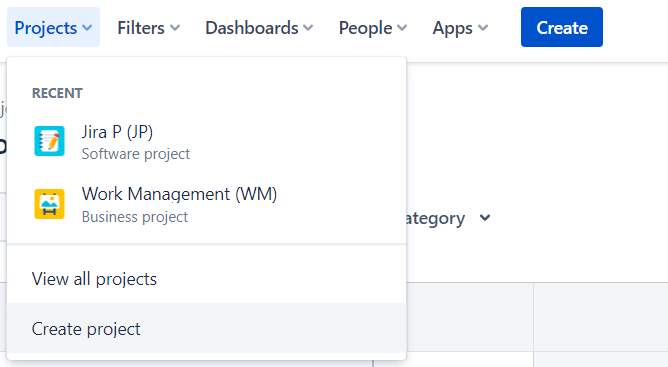 Projects Filters Dashboards People Apps Create
RECENT
Jira P (JP)
Software project
Work Management (WM)
Business project
ategory
View all projects
Create project